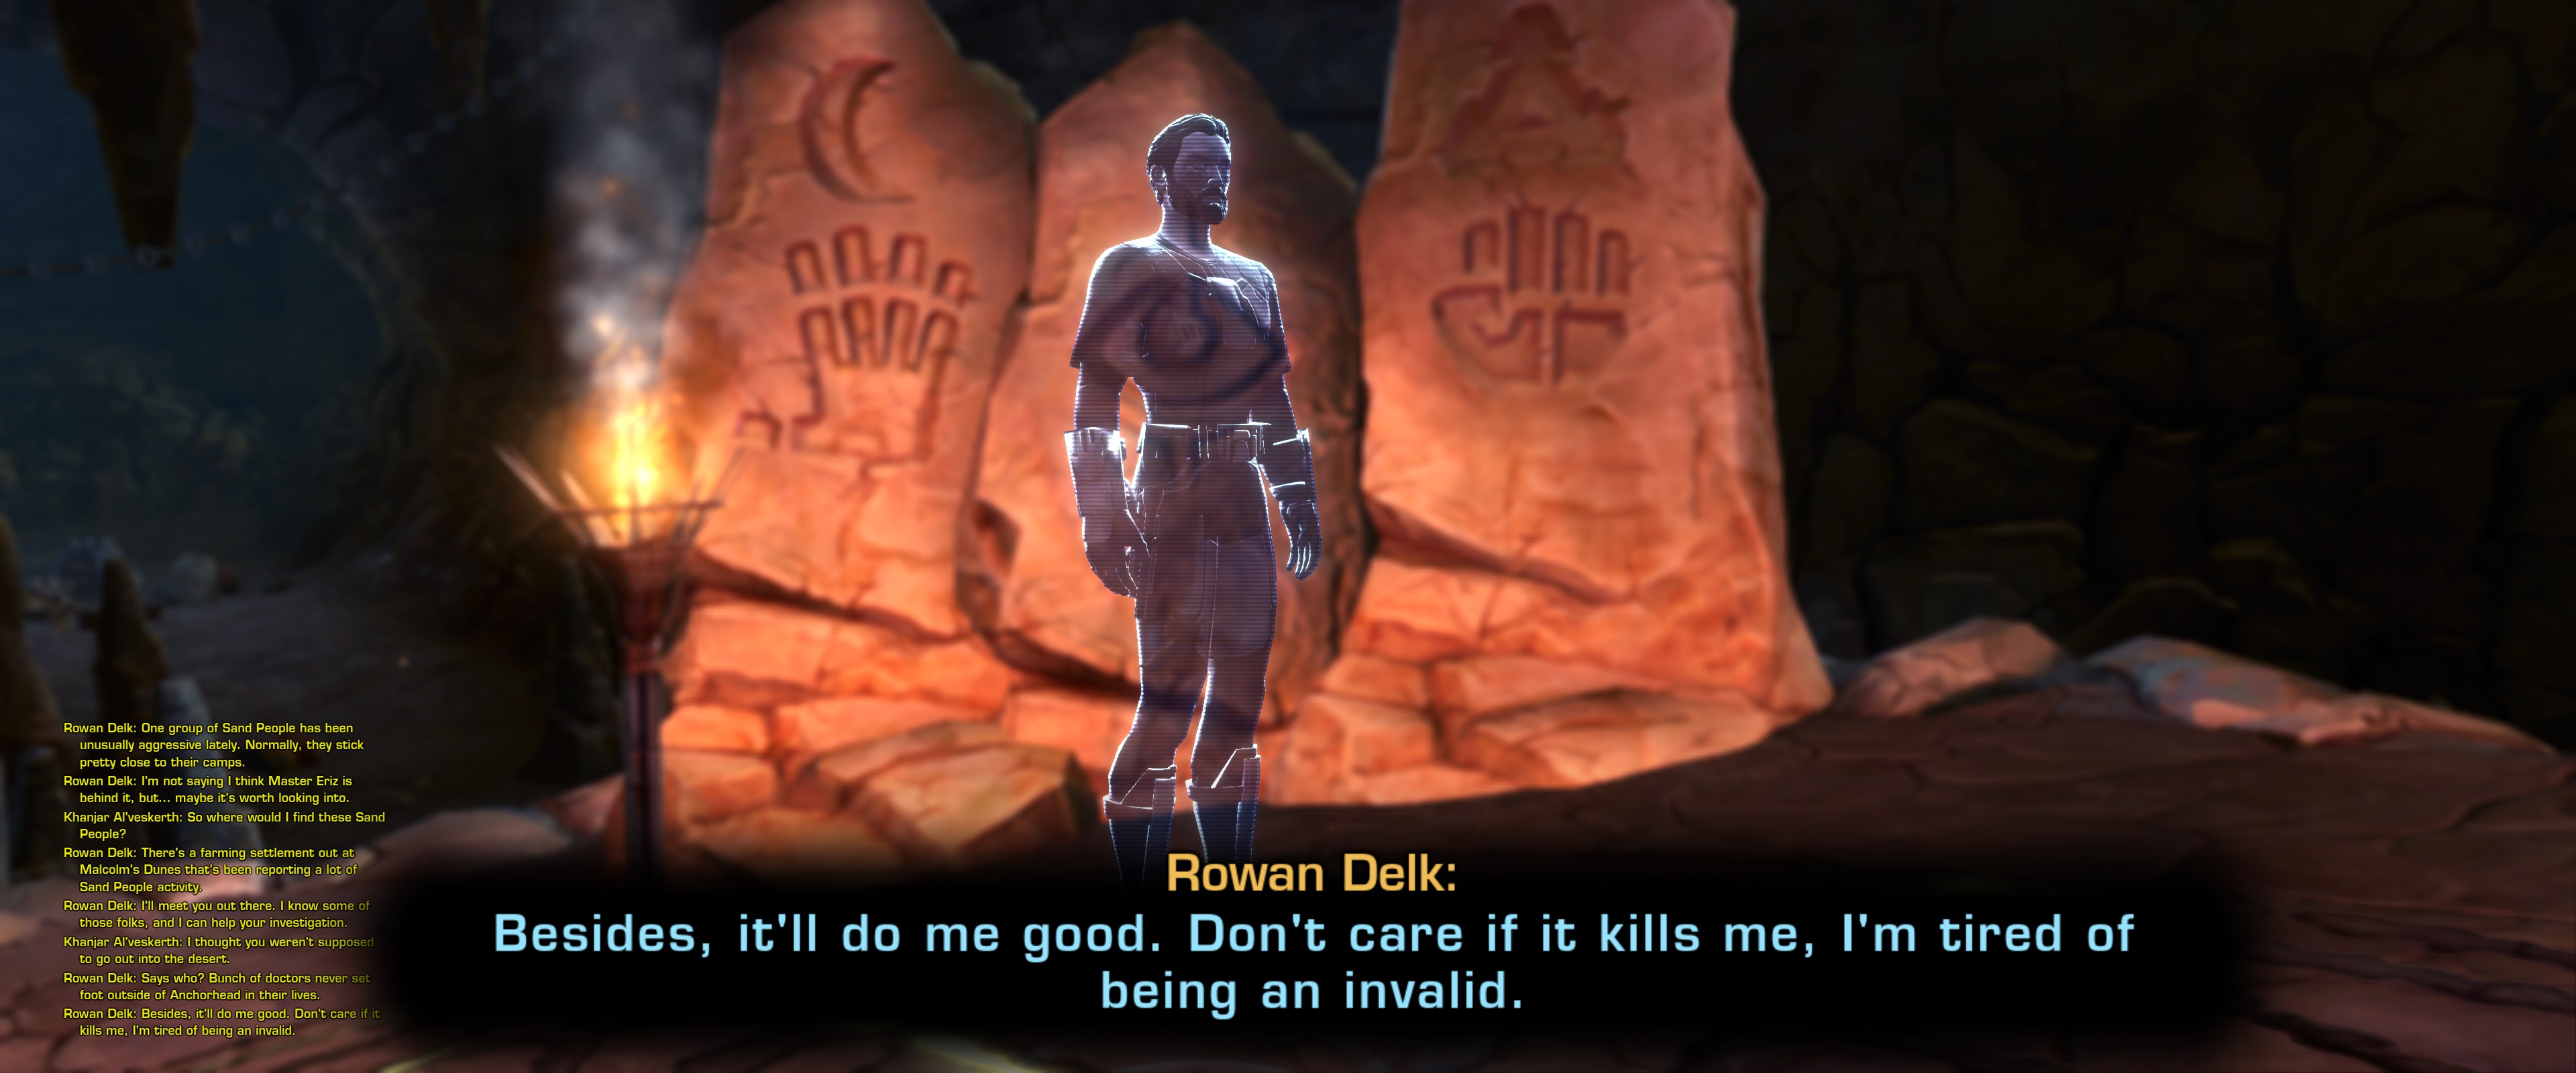 Rowan Delk: One group of Sand People has been
unusually aggressive lately. Normally, they stick
pretty close to their camps.
Rowan Delk: I'm not saying I think Master Eriz is
behind it, but... maybe it's worth looking into.
Khanjar Al'veskerth: So where would I find these Sand
People?
Rowan Delk: There's a farming settlement out at
Malcolm's Dunes that's been reporting a lot of
Sand People activity.
Rowan Delk: I'll meet you out there. I know some of
those folks, and I can help your investigation.
Khanjar Al'veskerth: I thought you weren't supposed
to go out into the desert.
Rowan Delk: Says who? Bunch of doctors never set
foot outside of Anchorhead in their lives.
Rowan Delk: Besides, it'll do me good. Don't care if it
kills me, I'm tired of being an invalid.
Rowan Delk:
Besides, it'll do me good. Don't care if it kills me, I'm tired of
being an invalid.